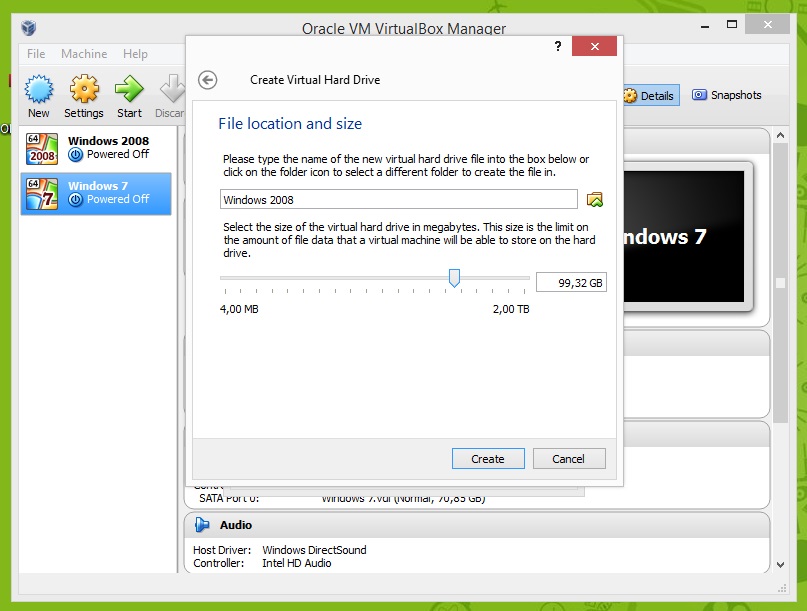 Oracle VM VirtualBox Manager
File Machine Help
New Settings Start Discar
Details Snapshots
64
2008
Windows 2008
Powered Off
64
7
Windows 7
Powered Off
?
Create Virtual Hard Drive
File location and size
Please type the name of the new virtual hard drive file into the box below or
click on the folder icon to select a different folder to create the file in.
Windows 2008
Select the size of the virtual hard drive in megabytes. This size is the limit on
the amount of file data that a virtual machine will be able to store on the hard
drive.
99,32 GB
4,00 MB 2,00 TB
Create Cancel
ndows 7
SATA Port 0: Windows 7.vdi (Normal, 70,85 GB)
Audio
Host Driver: Windows DirectSound
Controller: Intel HD Audio